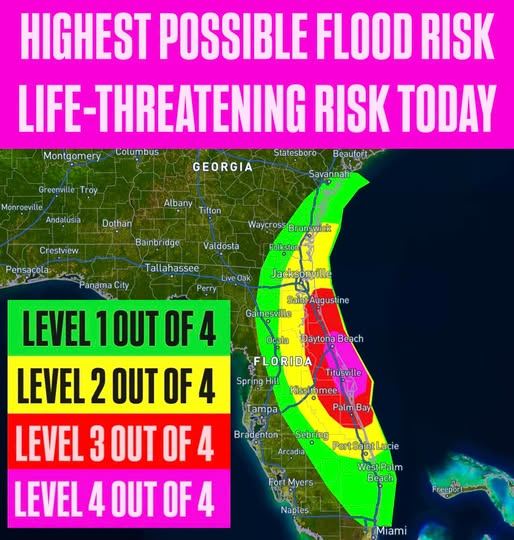 HIGHEST POSSIBLE FLOOD RISK
LIFE-THREATENING RISK TODAY
Montgomery
Columbus
Statesboro
Beaufort
GEORGIA
Savannah
Greenville
Troy
Albany
Tifton
Monroeville
Andalusia
Dothan
Waycross
Brunswick
Bainbridge
Valdosta
Folkston
Crestview
Tallahassee
Jacksonville
Pensacola
Panama City
Perry
Live Oak
Saint Augustine
Gainesville
LEVEL 1 OUT OF 4
Ocala
Daytona Beach
FLORIDA
Titusville
LEVEL 2 OUT OF 4
Spring Hill
Kissimmee
Tampa
Palm Bay
LEVEL 3 OUT OF 4
Bradenton
Sebring
Port Saint Lucie
Arcadia
West Palm
Beach
LEVEL 4 OUT OF 4
Fort Myers
Freeport
Naples
Miami